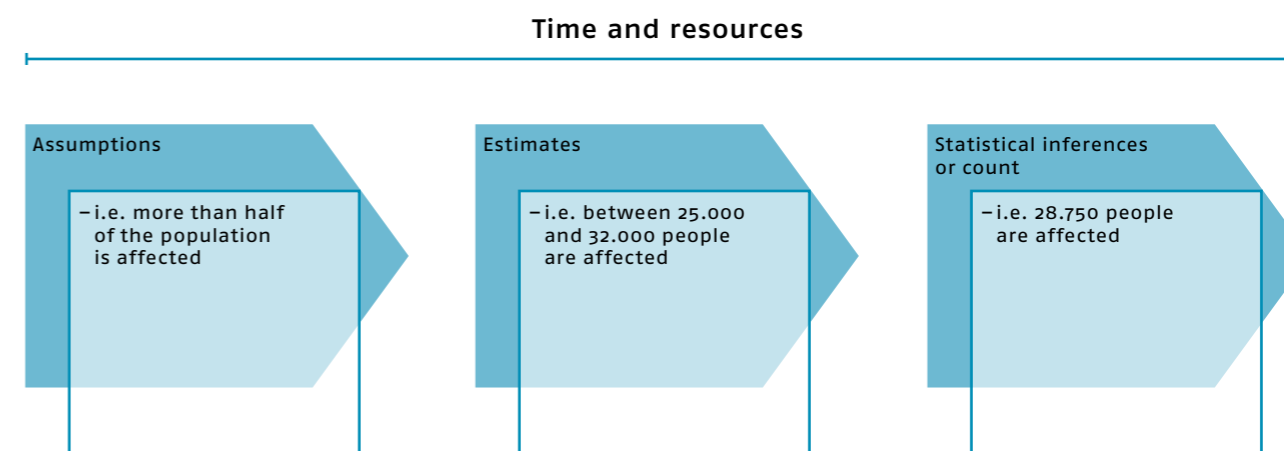 Time and resources
Assumptions
– i.e. more than half
of the population
is affected
Estimates
– i.e. between 25.000
and 32.000 people
are affected
Statistical inferences
or count
– i.e. 28.750 people
are affected